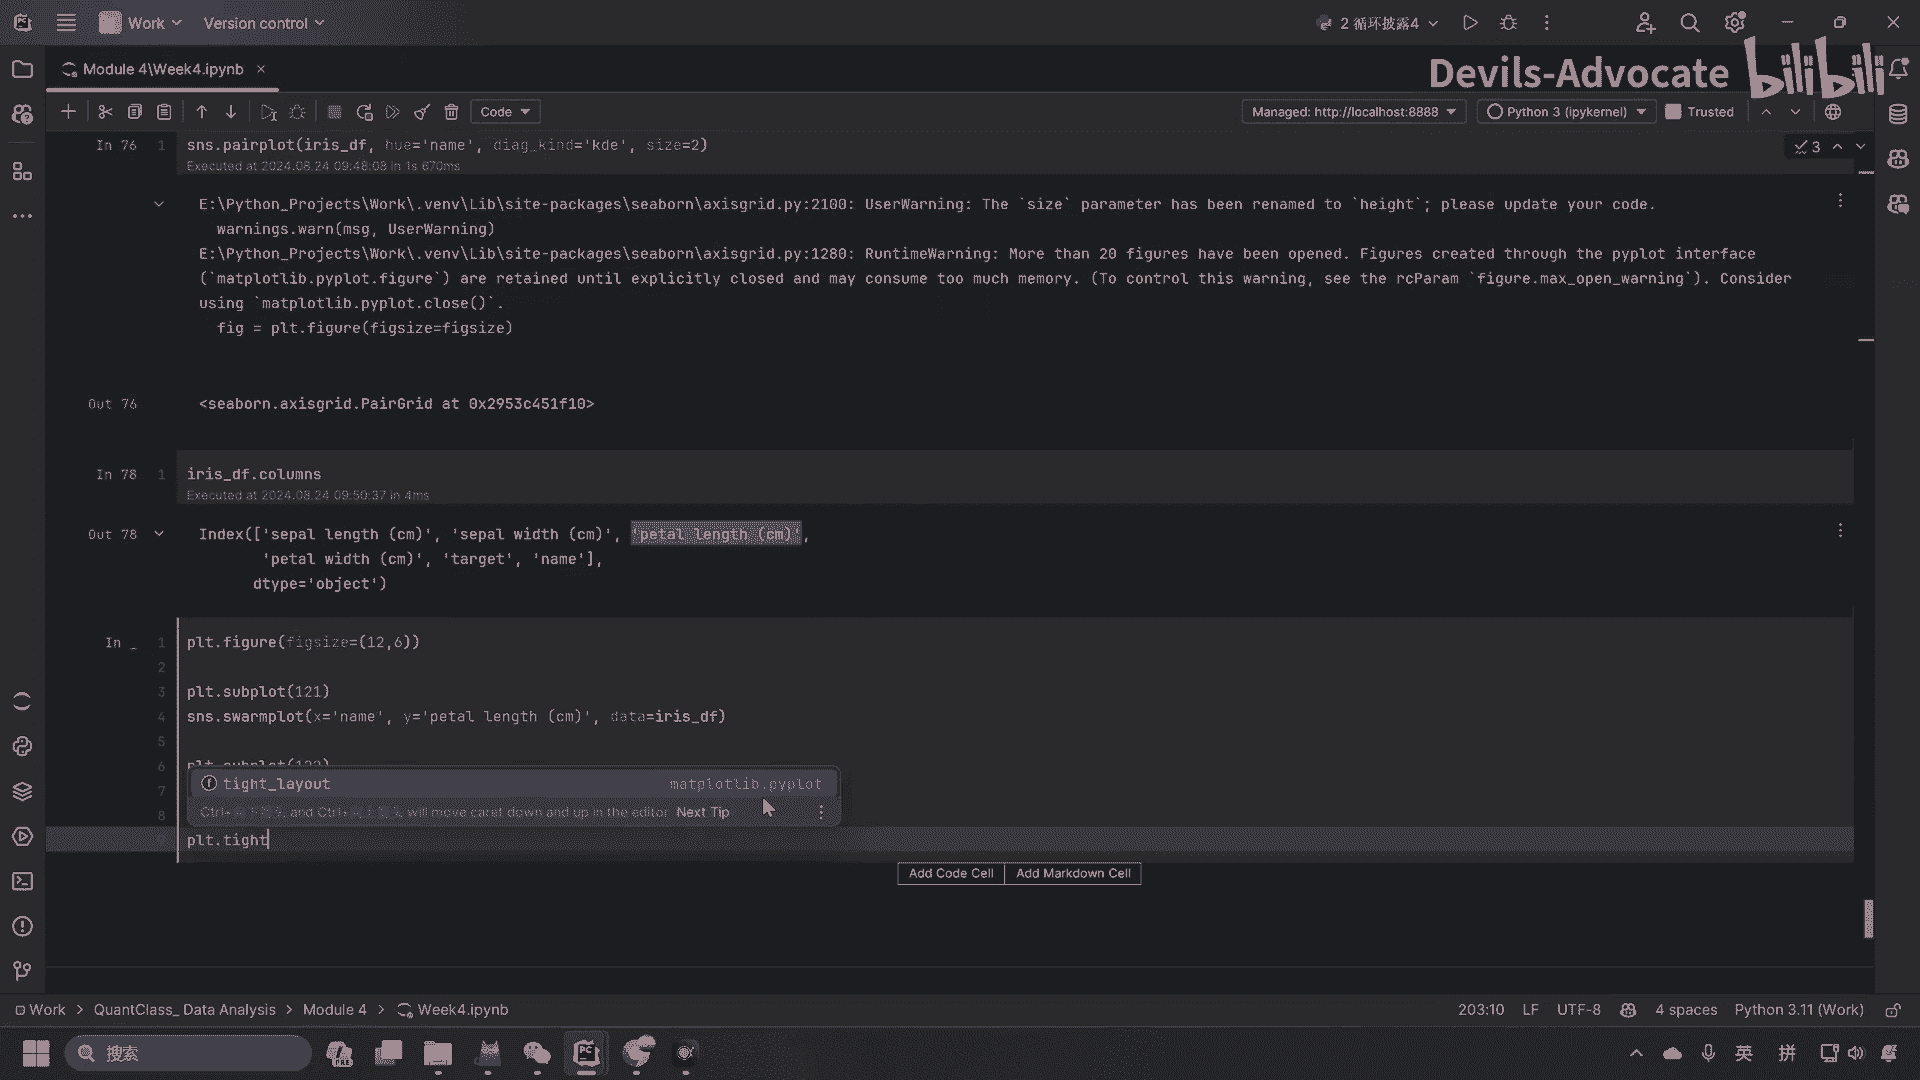 Work
Version control
2 循环披露4
Module 4\Week4.ipynb
Devils-Advocate bilibili
Code
Managed: http://localhost:8888
Python 3 (ipykernel)
Trusted
In 76 1 sns.pairplot(iris_df, hue='name', diag_kind='kde', size=2)
3
Executed at 2024.08.24 09:48:08 in 1s 670ms
E:\Python_Projects\Work\.venv\Lib\site-packages\seaborn\axisgrid.py:2100: UserWarning: The `size` parameter has been renamed to `height`; please update your code.
warnings.warn(msg, UserWarning)
E:\Python_Projects\Work\.venv\Lib\site-packages\seaborn\axisgrid.py:1280: RuntimeWarning: More than 20 figures have been opened. Figures created through the pyplot interface
(`matplotlib.pyplot.figure`) are retained until explicitly closed and may consume too much memory. (To control this warning, see the rcParam `figure.max_open_warning`). Consider
using `matplotlib.pyplot.close()`.
fig = plt.figure(figsize=figsize)
Out 76 <seaborn.axisgrid.PairGrid at 0x2953c451f10>
In 78 1 iris_df.columns
Executed at 2024.08.24 09:50:37 in 4ms
Out 78 Index(['sepal length (cm)', 'sepal width (cm)', 'petal length (cm)',
'petal width (cm)', 'target', 'name'],
dtype='object')
In _ 1 plt.figure(figsize=(12,6))
2
3 plt.subplot(121)
4 sns.swarmplot(x='name', y='petal length (cm)', data=iris_df)
5
6
tight_layout matplotlib.pyplot
7
8
and Ctrl+ will move caret down and up in the editor Next Tip
9 plt.tight
Add Code Cell
Add Markdown Cell
Work > QuantClass_ Data Analysis > Module 4 > Week4.ipynb
203:10 LF UTF-8 4 spaces Python 3.11 (Work)
搜索
英 拼